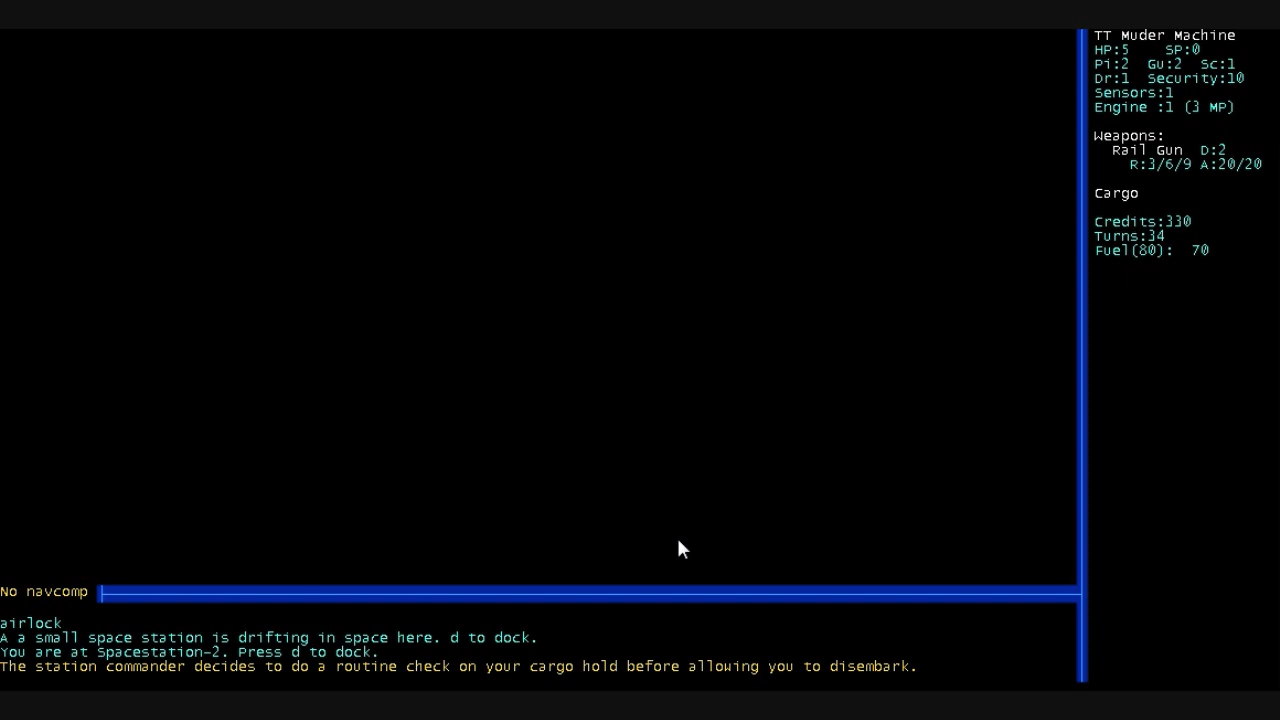 TT Muder Machine
HP:5 SP:0
Pi:2 Gu:2 Sc:1
Dr:1 Security:10
Sensors:1
Engine :1 (3 MP)
Weapons:
Rail Gun D:2
R:3/6/9 A:20/20
Cargo
Credits:330
Turns:34
Fuel(80): 70
No navcomp
airlock
A a small space station is drifting in space here. d to dock.
You are at Spacestation-2. Press d to dock.
The station commander decides to do a routine check on your cargo hold before allowing you to disembark.